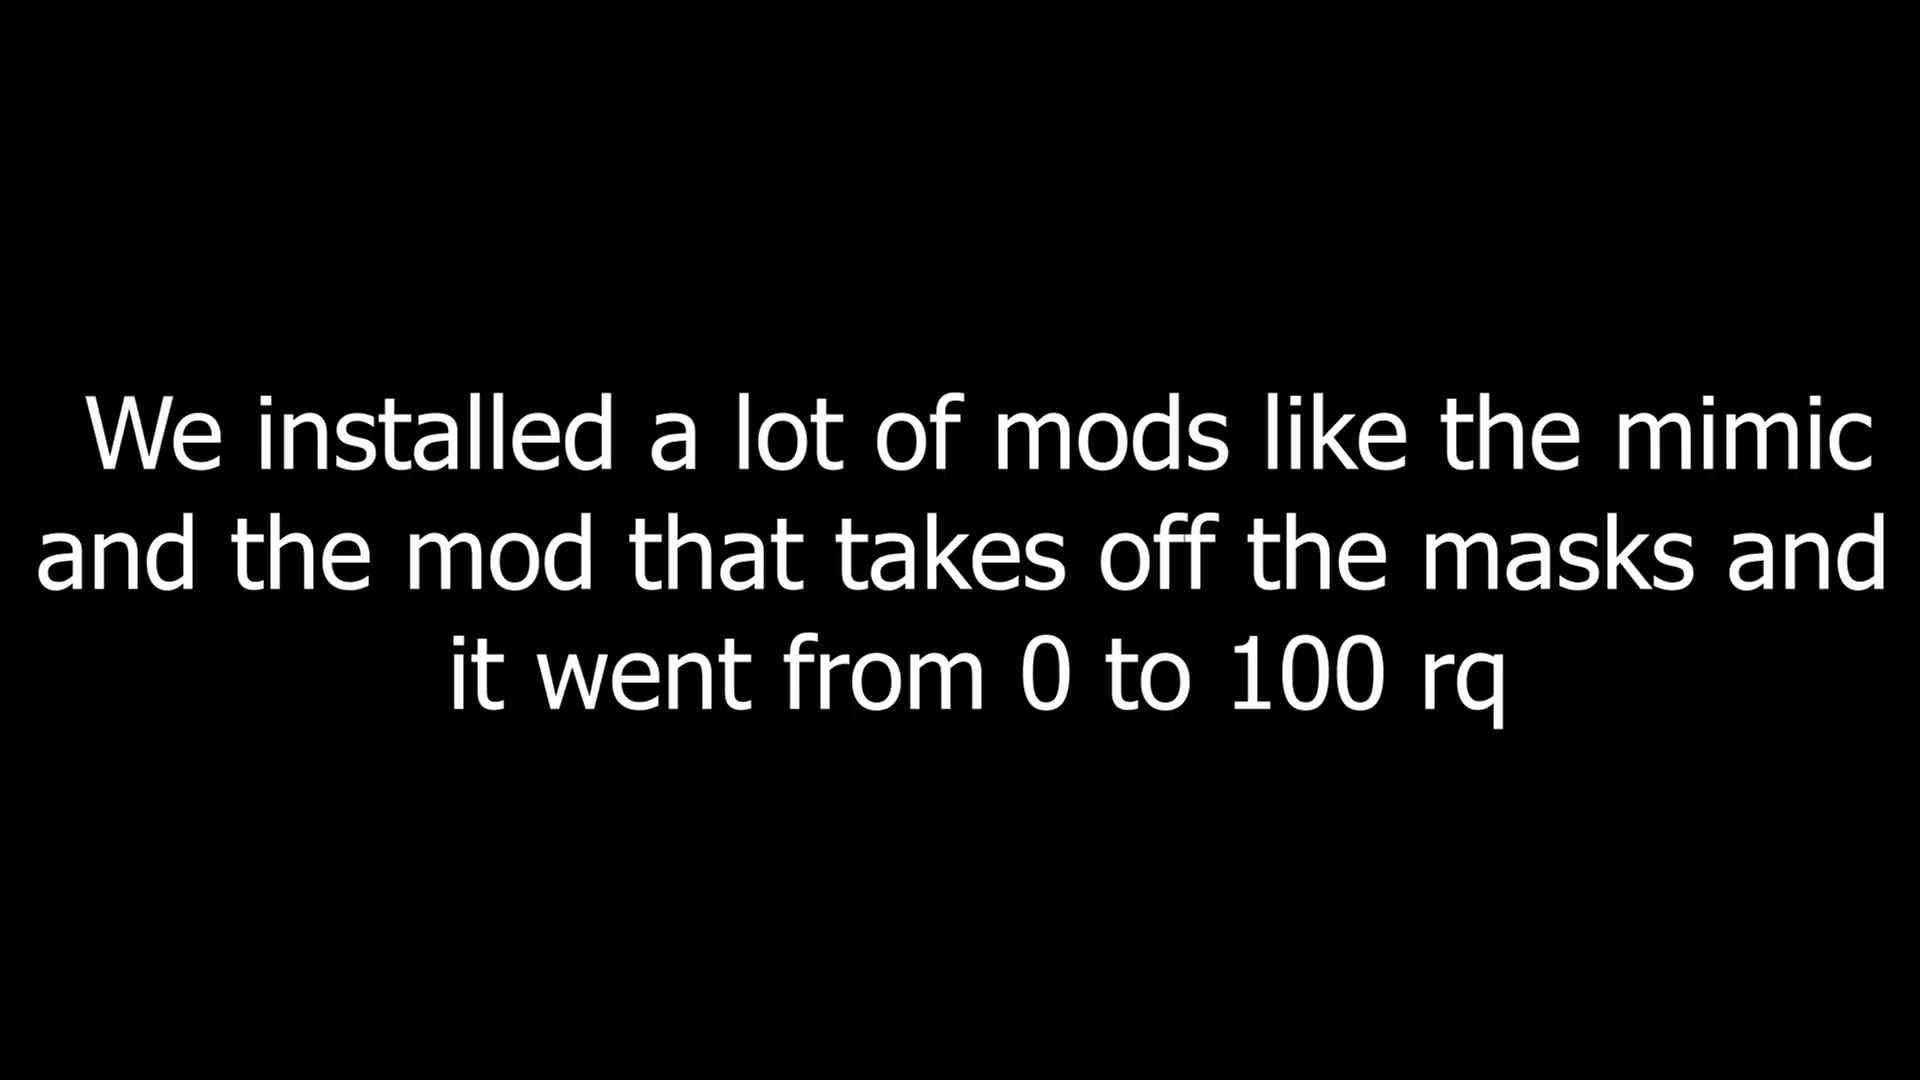 We installed a lot of mods like the mimic
and the mod that takes off the masks and
it went from 0 to 100 rq